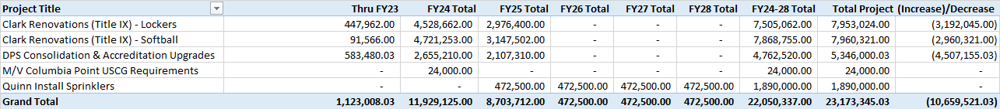 Project Title Thru FY23 FY24 Total FY25 Total FY26 Total FY27 Total FY28 Total FY24-28 Total Total Project (Increase)/Decrease
Clark Renovations (Title IX) - Lockers 447,962.00 4,528,662.00 2,976,400.00 - - - 7,505,062.00 7,953,024.00 (3,192,045.00)
Clark Renovations (Title IX) - Softball 91,566.00 4,721,253.00 3,147,502.00 - - - 7,868,755.00 7,960,321.00 (2,960,321.00)
DPS Consolidation & Accreditation Upgrades 583,480.03 2,655,210.00 2,107,310.00 - - - 4,762,520.00 5,346,000.03 (4,507,155.03)
M/V Columbia Point USCG Requirements - 24,000.00 - - - - 24,000.00 24,000.00 -
Quinn Install Sprinklers - - 472,500.00 472,500.00 472,500.00 472,500.00 1,890,000.00 1,890,000.00 -
Grand Total 1,123,008.03 11,929,125.00 8,703,712.00 472,500.00 472,500.00 472,500.00 22,050,337.00 23,173,345.03 (10,659,521.03)